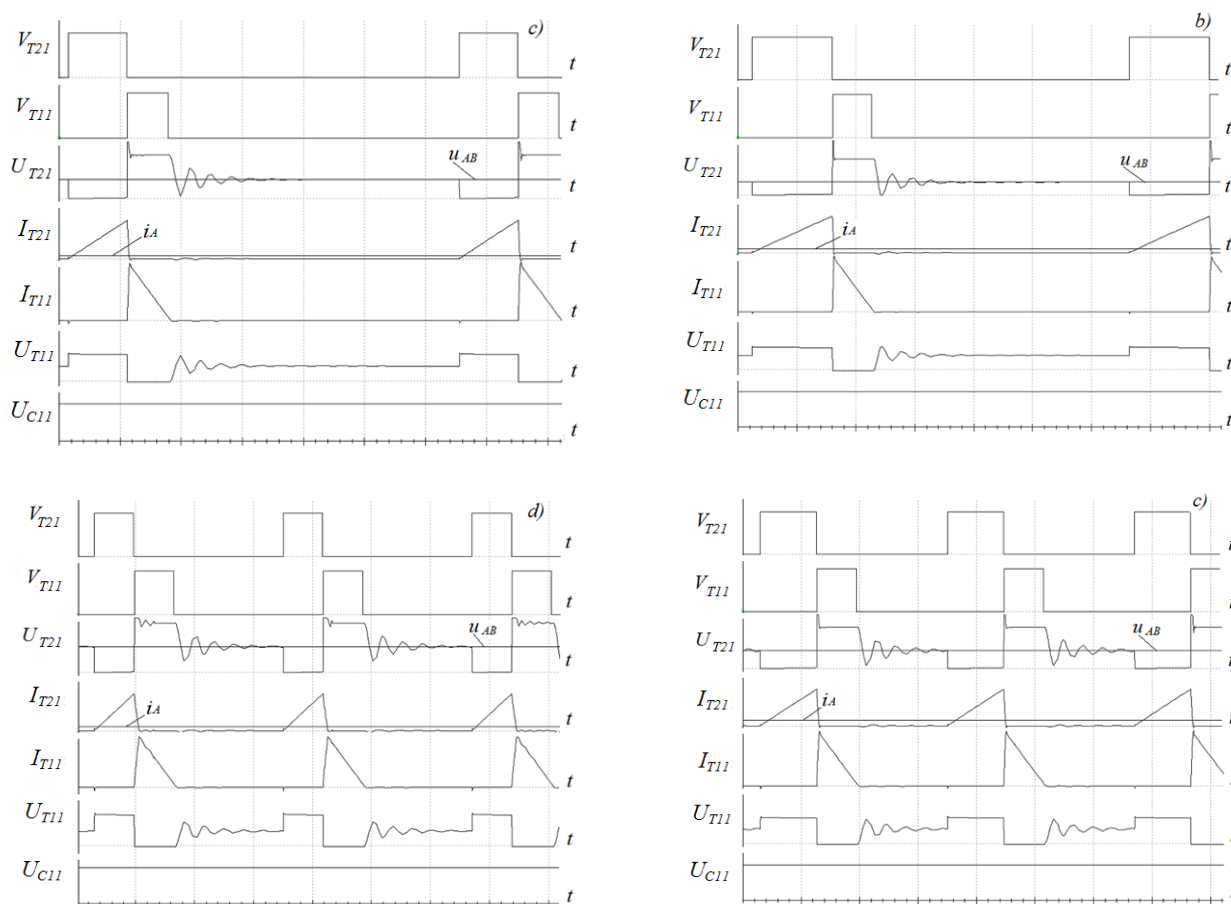 c)
V_T21
t
V_T11
t
U_T21
u_AB
t
I_T21
i_A
t
I_T11
t
U_T11
t
U_C11
t
b)
V_T21
t
V_T11
t
U_T21
u_AB
t
I_T21
i_A
t
I_T11
t
U_T11
t
U_C11
t
d)
V_T21
t
V_T11
t
U_T21
u_AB
t
I_T21
i_A
t
I_T11
t
U_T11
t
U_C11
t
c)
V_T21
V_T11
U_T21
u_AB
I_T21
i_A
I_T11
U_T11
U_C11